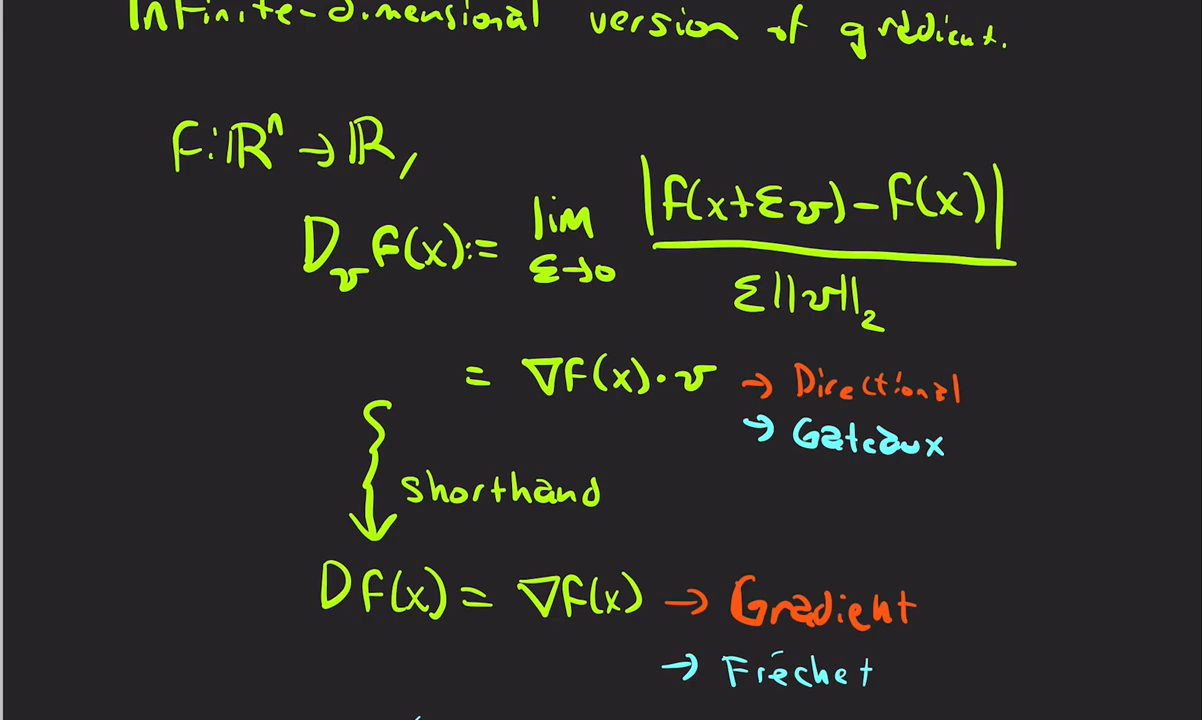 Infinite-dimensional version of gradient.
F: ℝⁿ → ℝ,
D_v F(x) := lim_{ε→0} |F(x+εv) - F(x)| / ε||v||₂
= ∇F(x)·v → Directional
→ Gateaux
shorthand
DF(x) = ∇F(x) → Gradient
→ Fréchet